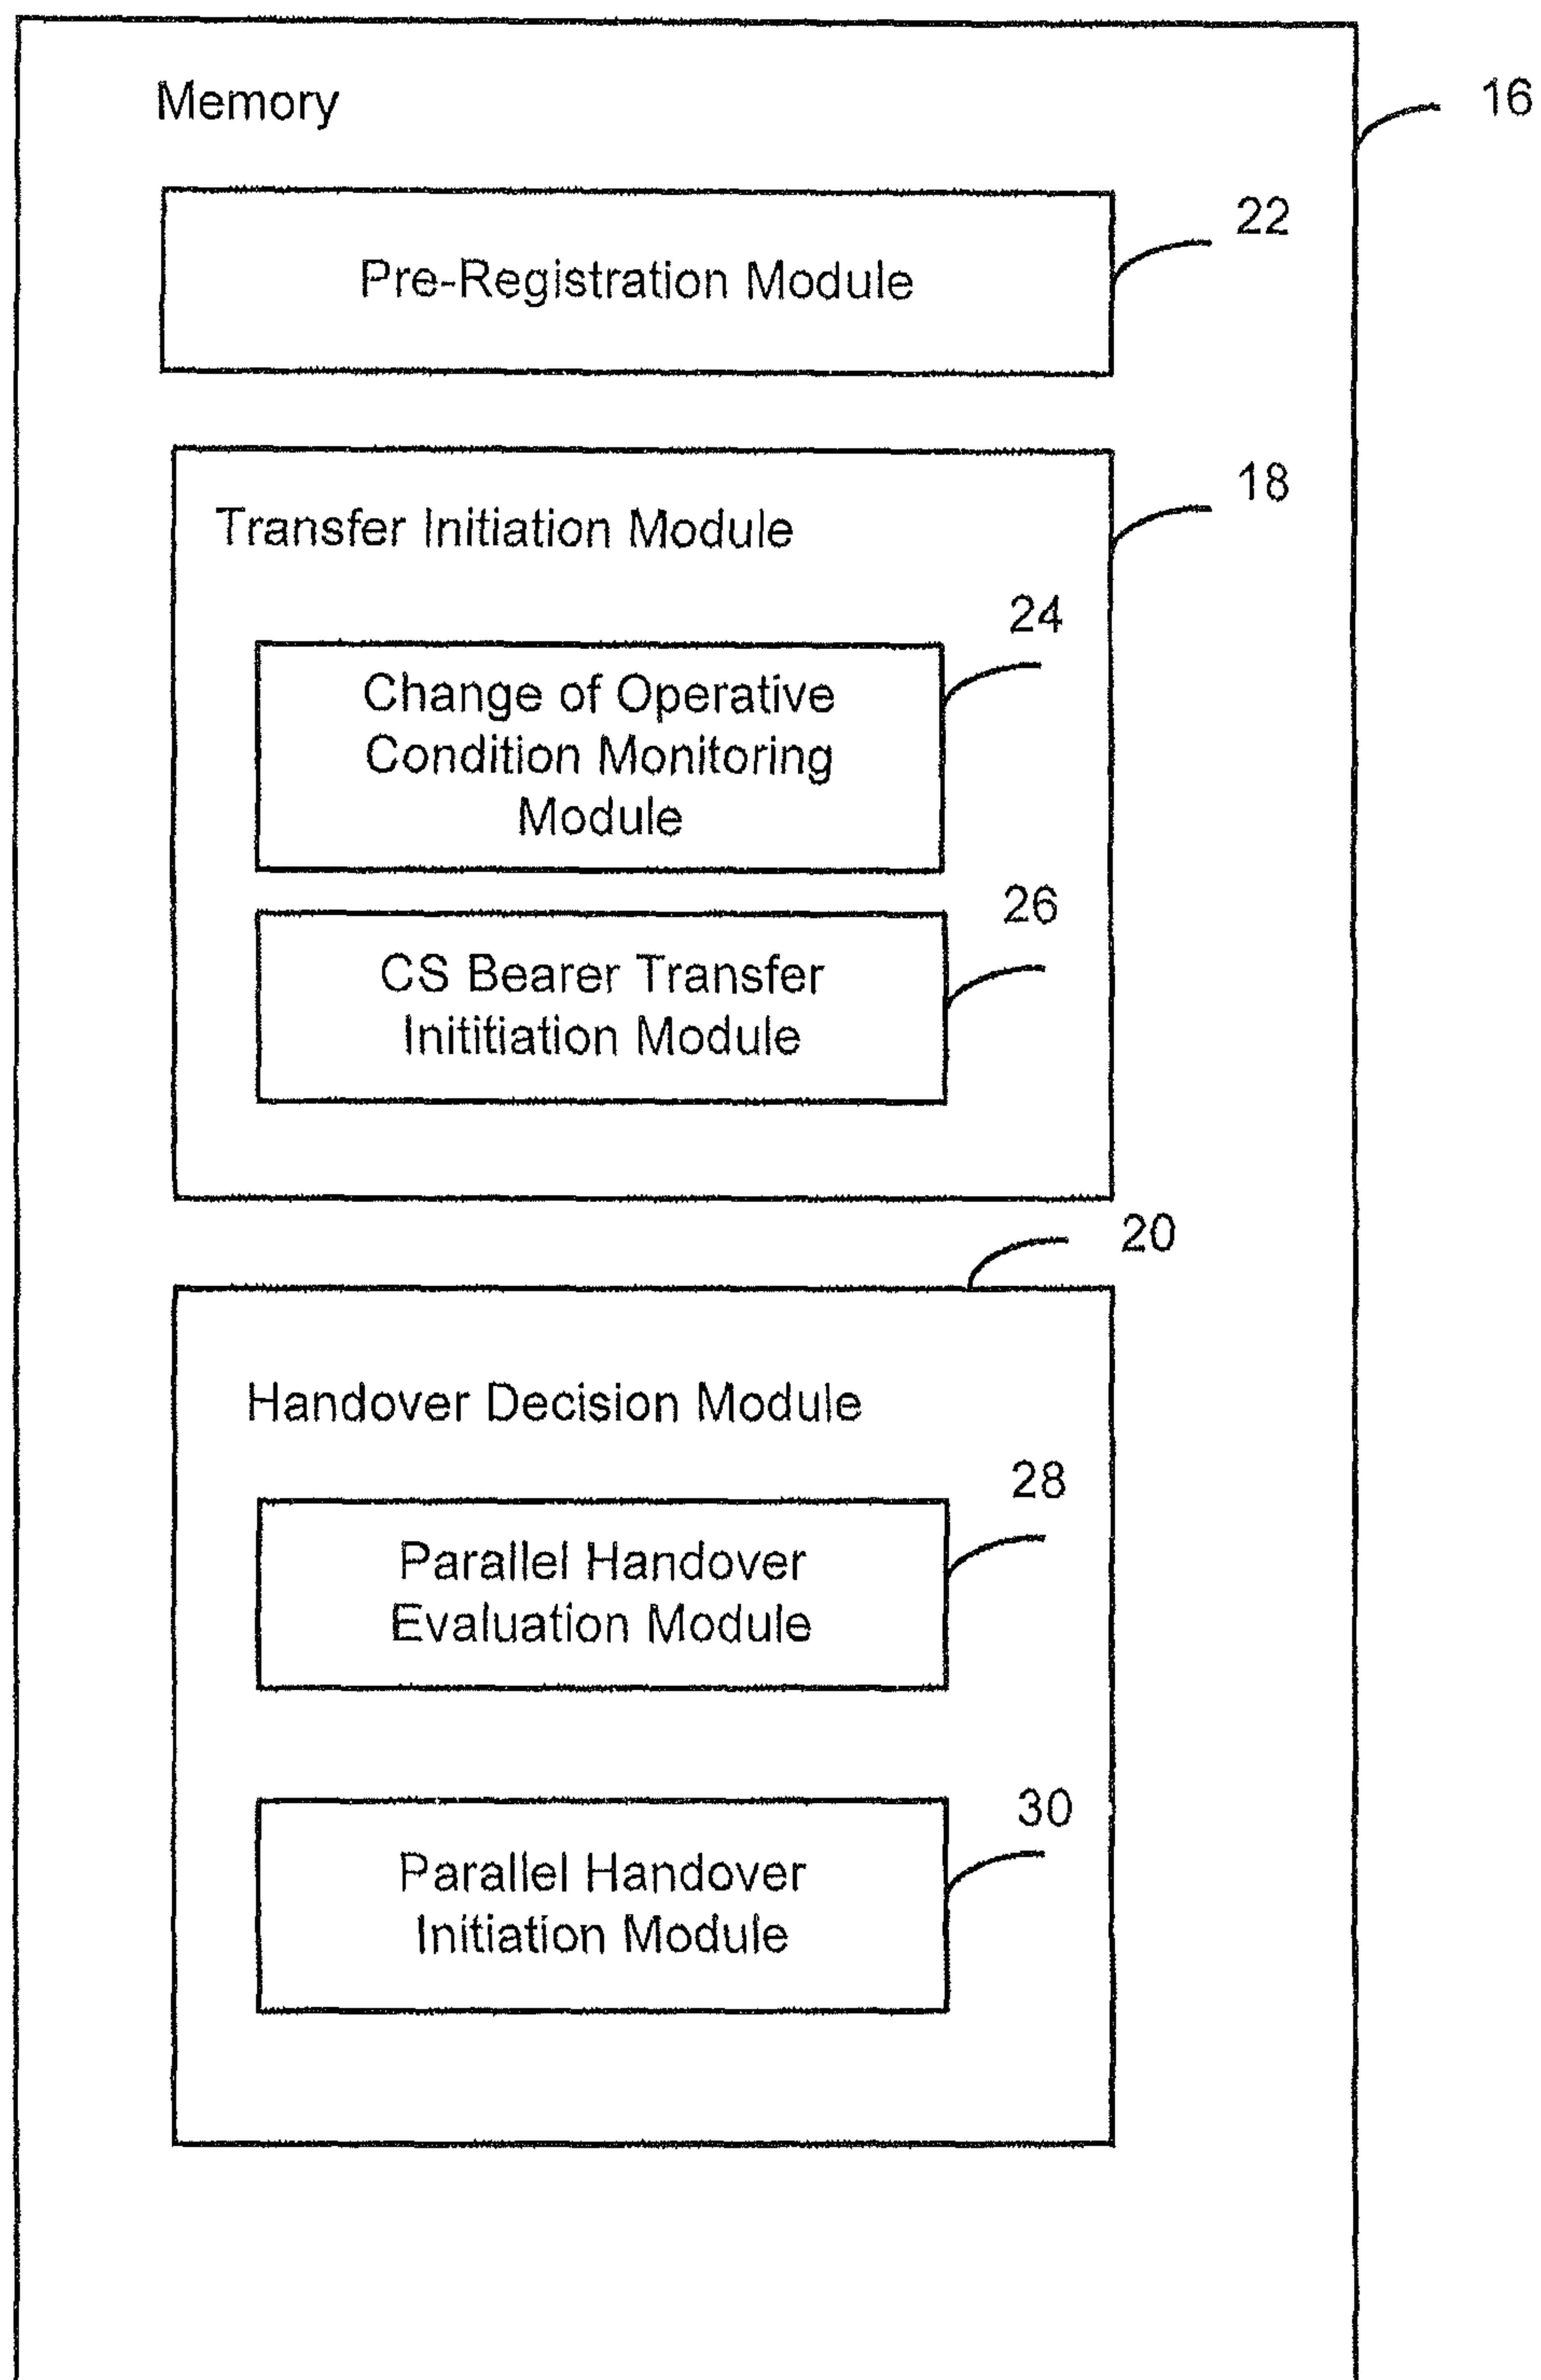 Memory
16
22
Pre-Registration Module
18
Transfer Initiation Module
24
Change of Operative
Condition Monitoring
Module
26
CS Bearer Transfer
Inititiation Module
20
Handover Decision Module
28
Parallel Handover
Evaluation Module
30
Parallel Handover
Initiation Module